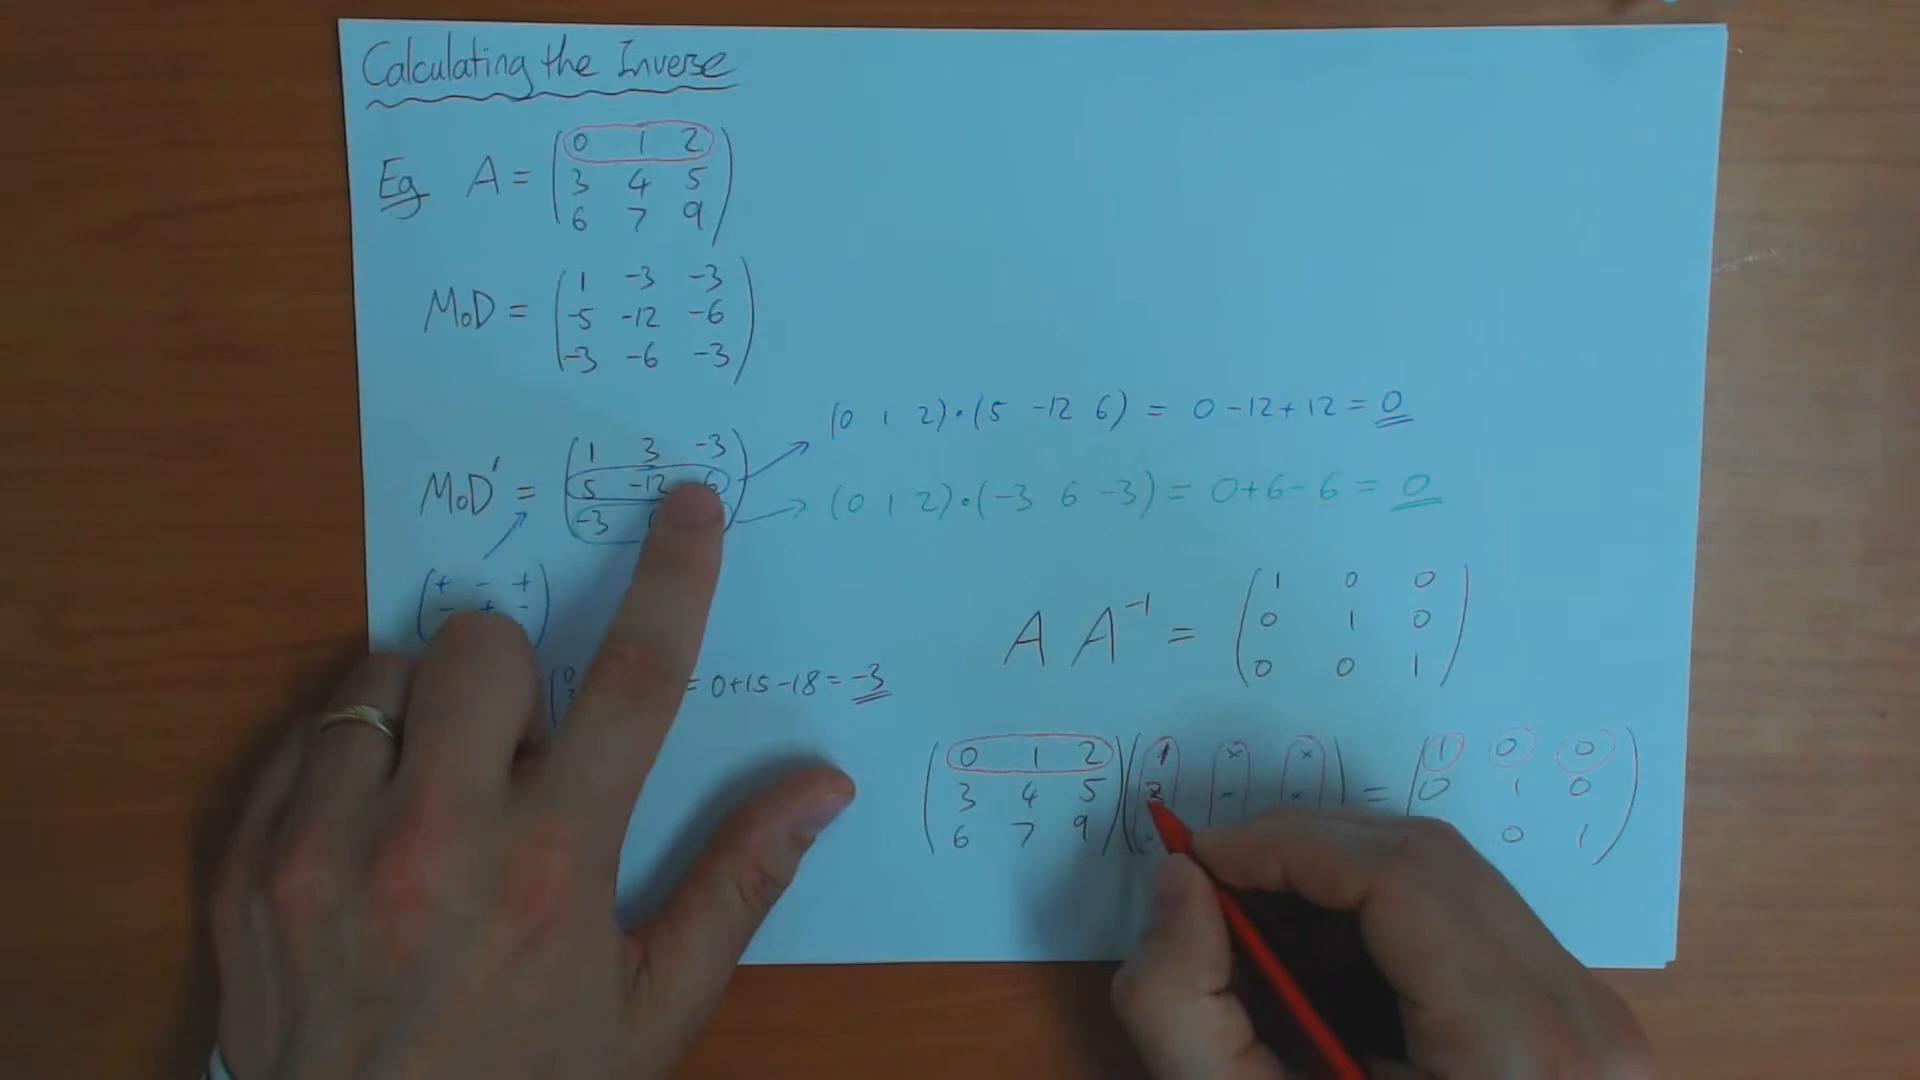 Calculating the Inverse
Eg A = ( 0 1 2
3 4 5
6 7 9 )
MoD = ( 1 -3 -3
-5 -12 -6
-3 -6 -3 )
MoD' = ( 1 3 -3
5 -12 6
-3
(0 1 2)·(5 -12 6) = 0-12+12 = 0
(0 1 2)·(-3 6 -3) = 0+6-6 = 0
( + - +
- + -
= 0+15-18 = -3
A A⁻¹ = ( 1 0 0
0 1 0
0 0 1 )
( 0 1 2
3 4 5
6 7 9 ) ( 1 × ×
× ×
) = ( 1 0 0
0 1 0
0 1 )